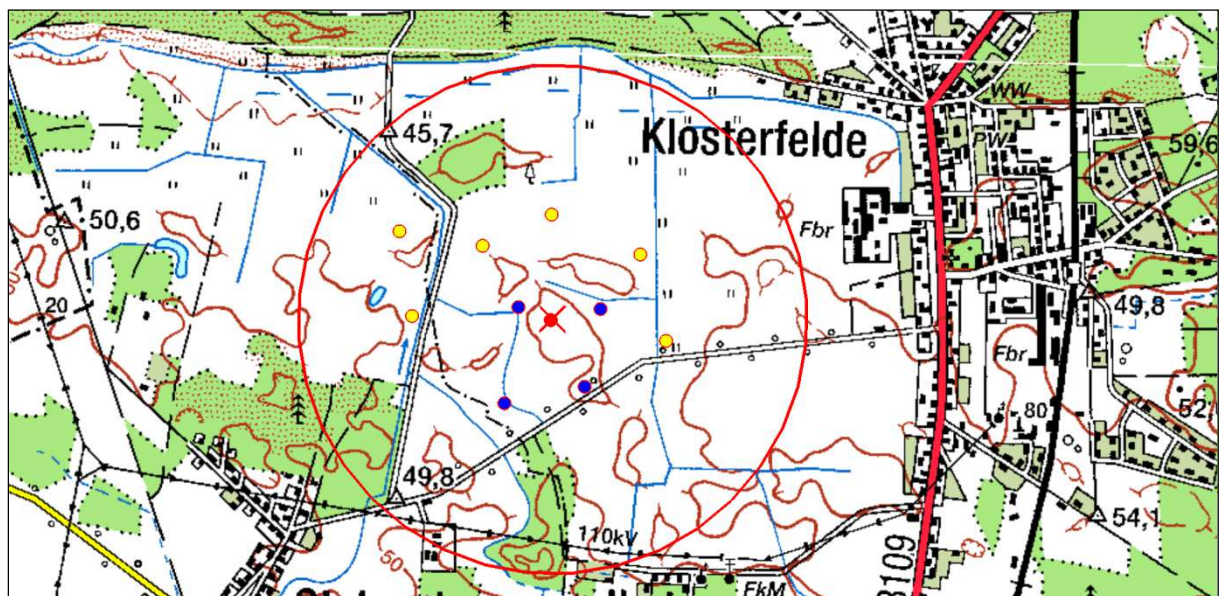 WW
45,7
Klosterfelde
PW
59,6
50,6
Fbr
20
49,8
Fbr
52,
80
49,8
54,1
110kV
50
B109
FkM